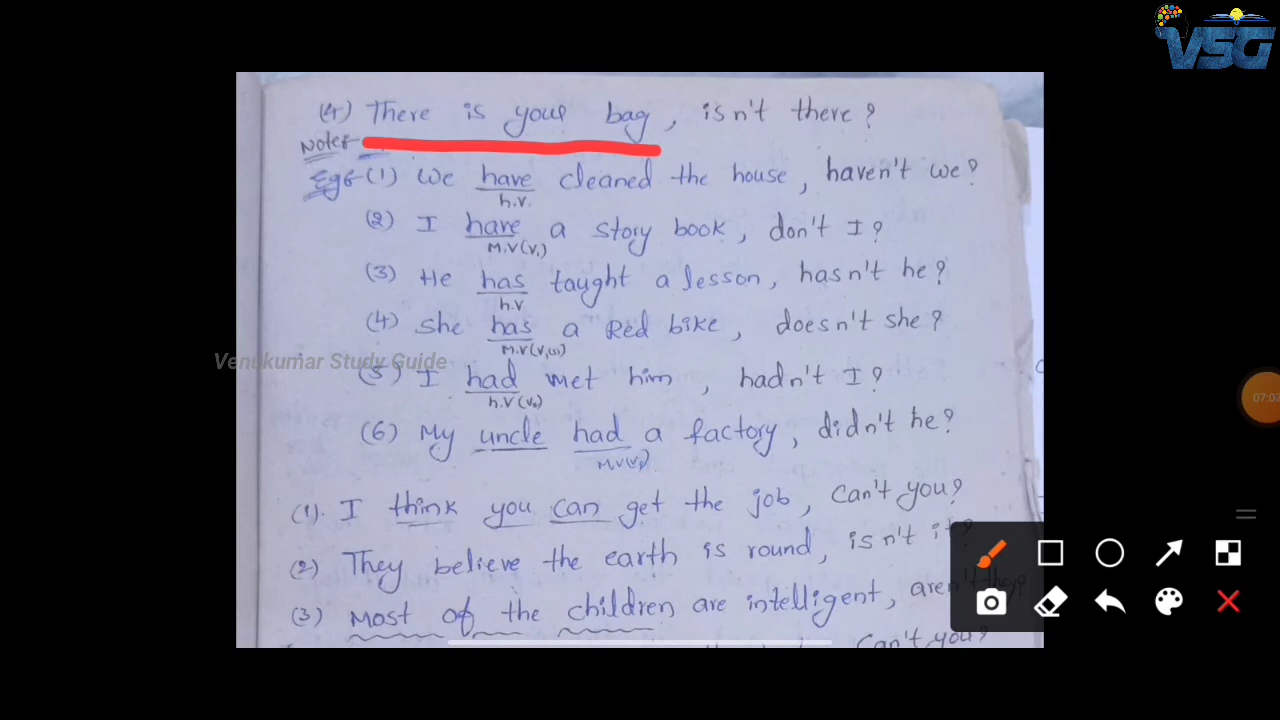 VSG
(4) There is your bag, isn't there?
Note:-
Eg:- (1) We have cleaned the house, haven't we?
h.v.
(2) I have a story book, don't I?
M.V(V₁)
(3) He has taught a lesson, hasn't he?
h.v
(4) she has a Red bike, doesn't she?
Venukumar Study Guide
(5) I had met him, hadn't I?
(6) My uncle had a factory, didn't he?
(1). I think you can get the job, can't you?
(2) They believe the earth is round, isn't it?
(3) Most of the children are intelligent, aren't they?
can't you?
07:07